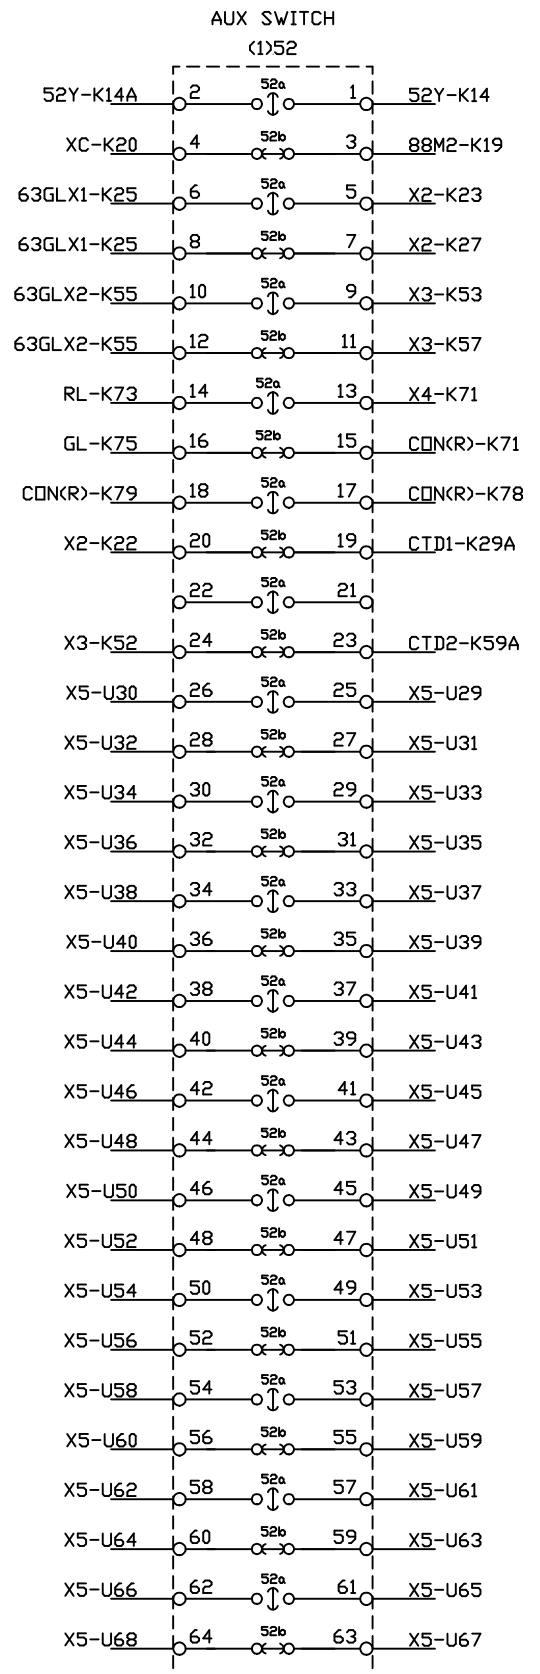 AUX SWITCH
(1)52
52Y-K14A 2 52a 1 52Y-K14
XC-K20 4 52b 3 88M2-K19
63GLX1-K25 6 52a 5 X2-K23
63GLX1-K25 8 52b 7 X2-K27
63GLX2-K55 10 52a 9 X3-K53
63GLX2-K55 12 52b 11 X3-K57
RL-K73 14 52a 13 X4-K71
GL-K75 16 52b 15 CON(R)-K71
CON(R)-K79 18 52a 17 CON(R)-K78
X2-K22 20 52b 19 CTD1-K29A
22 52a 21
X3-K52 24 52b 23 CTD2-K59A
X5-U30 26 52a 25 X5-U29
X5-U32 28 52b 27 X5-U31
X5-U34 30 52a 29 X5-U33
X5-U36 32 52b 31 X5-U35
X5-U38 34 52a 33 X5-U37
X5-U40 36 52b 35 X5-U39
X5-U42 38 52a 37 X5-U41
X5-U44 40 52b 39 X5-U43
X5-U46 42 52a 41 X5-U45
X5-U48 44 52b 43 X5-U47
X5-U50 46 52a 45 X5-U49
X5-U52 48 52b 47 X5-U51
X5-U54 50 52a 49 X5-U53
X5-U56 52 52b 51 X5-U55
X5-U58 54 52a 53 X5-U57
X5-U60 56 52b 55 X5-U59
X5-U62 58 52a 57 X5-U61
X5-U64 60 52b 59 X5-U63
X5-U66 62 52a 61 X5-U65
X5-U68 64 52b 63 X5-U67